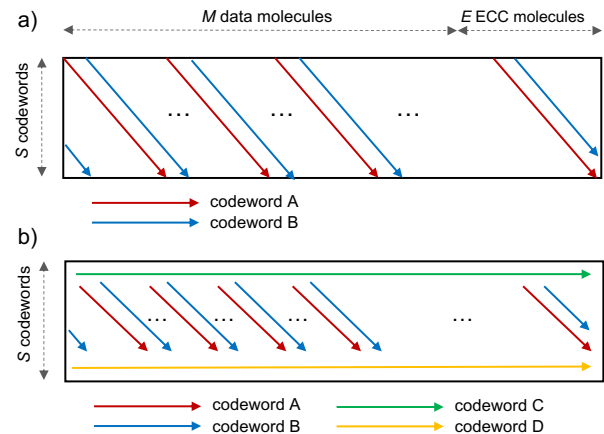 a)
M data molecules
E ECC molecules
S codewords
... ... ...
codeword A
codeword B
b)
S codewords
... ... ... ...
codeword A
codeword C
codeword B
codeword D